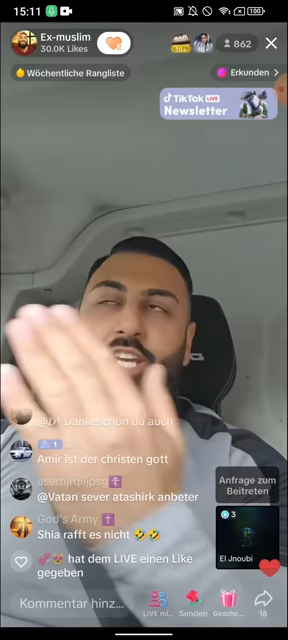 15:11
100
Ex-muslim
30.0K Likes
862
Wöchentliche Rangliste
Erkunden
TikTok LIVE
Newsletter
Dankeschön du auch
1
Amir ist der christen gott
usernjrqiljpsg
@Vatan sever atashirk anbeter
God's Army
Shia rafft es nicht 🤣🤣
hat dem LIVE einen Like
gegeben
Anfrage zum
Beitreten
3
El Jnoubi
Kommentar hinz...
LIVE mi...
Senden
Gesche...
16